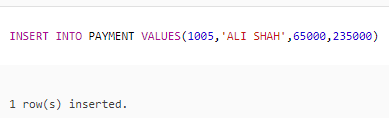 INSERT INTO PAYMENT VALUES(1005,'ALI SHAH',65000,235000)
1 row(s) inserted.